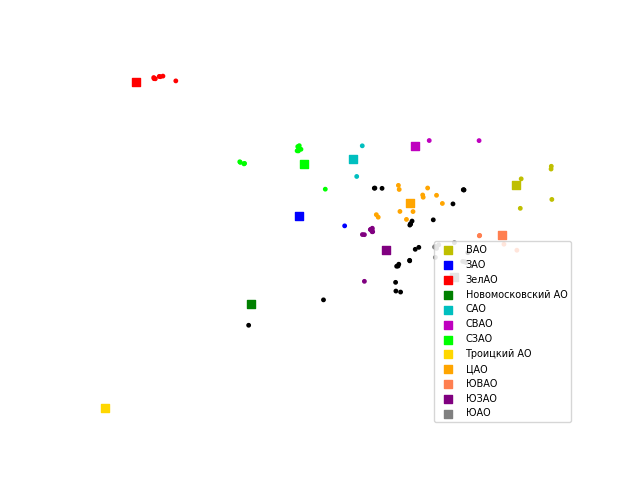 ВАО
ЗАО
ЗелАО
Новомосковский АО
САО
СВАО
СЗАО
Троицкий АО
ЦАО
ЮВАО
ЮЗАО
ЮАО